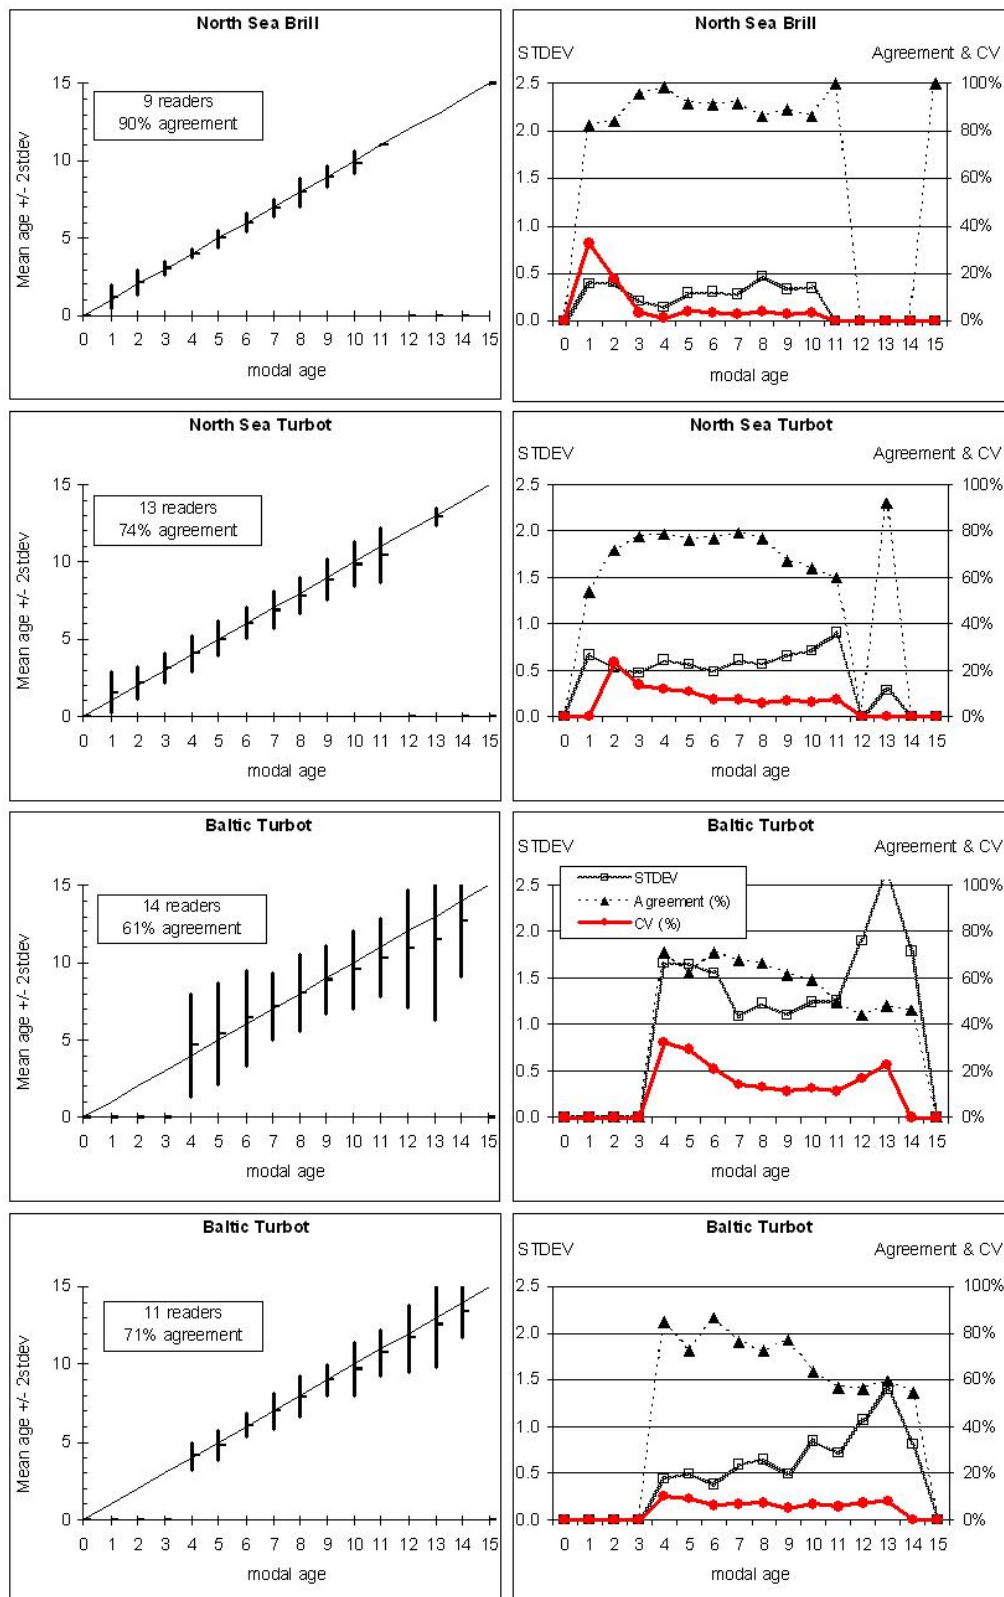 North Sea Brill
15
10
5
0
Mean age +/- 2stdev
9 readers
90% agreement
0 1 2 3 4 5 6 7 8 9 10 11 12 13 14 15
modal age
North Sea Brill
STDEV Agreement & CV
2.5 100%
2.0 80%
1.5 60%
1.0 40%
0.5 20%
0.0 0%
0 1 2 3 4 5 6 7 8 9 10 11 12 13 14 15
modal age
North Sea Turbot
15
10
5
0
Mean age +/- 2stdev
13 readers
74% agreement
0 1 2 3 4 5 6 7 8 9 10 11 12 13 14 15
modal age
North Sea Turbot
STDEV Agreement & CV
2.5 100%
2.0 80%
1.5 60%
1.0 40%
0.5 20%
0.0 0%
0 1 2 3 4 5 6 7 8 9 10 11 12 13 14 15
modal age
Baltic Turbot
15
10
5
0
Mean age +/- 2stdev
14 readers
61% agreement
0 1 2 3 4 5 6 7 8 9 10 11 12 13 14 15
modal age
Baltic Turbot
STDEV Agreement & CV
STDEV
Agreement (%)
CV (%)
2.5 100%
2.0 80%
1.5 60%
1.0 40%
0.5 20%
0.0 0%
0 1 2 3 4 5 6 7 8 9 10 11 12 13 14 15
modal age
Baltic Turbot
15
10
5
0
Mean age +/- 2stdev
11 readers
71% agreement
0 1 2 3 4 5 6 7 8 9 10 11 12 13 14 15
modal age
Baltic Turbot
STDEV Agreement & CV
2.5 100%
2.0 80%
1.5 60%
1.0 40%
0.5 20%
0.0 0%
0 1 2 3 4 5 6 7 8 9 10 11 12 13 14 15
modal age